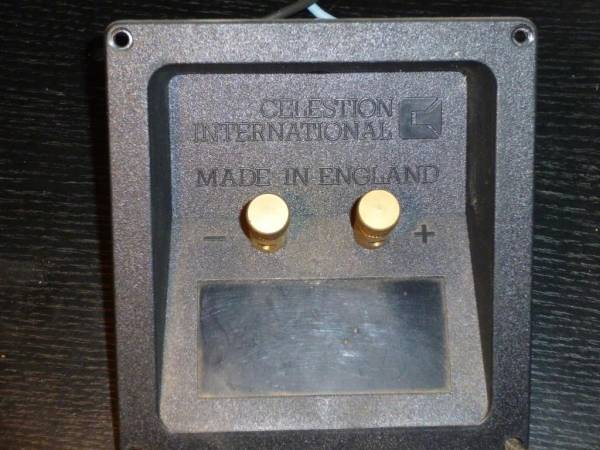 CELESTION
INTERNATIONAL
MADE IN ENGLAND
− +